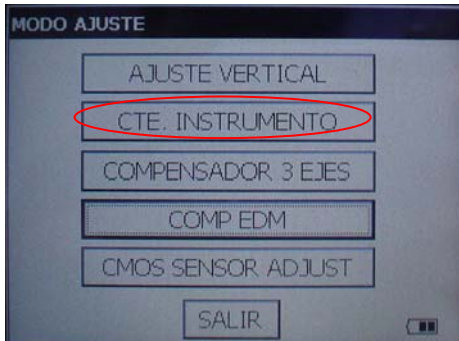 MODO AJUSTE
AJUSTE VERTICAL
CTE. INSTRUMENTO
COMPENSADOR 3 EJES
COMP EDM
CMOS SENSOR ADJUST
SALIR